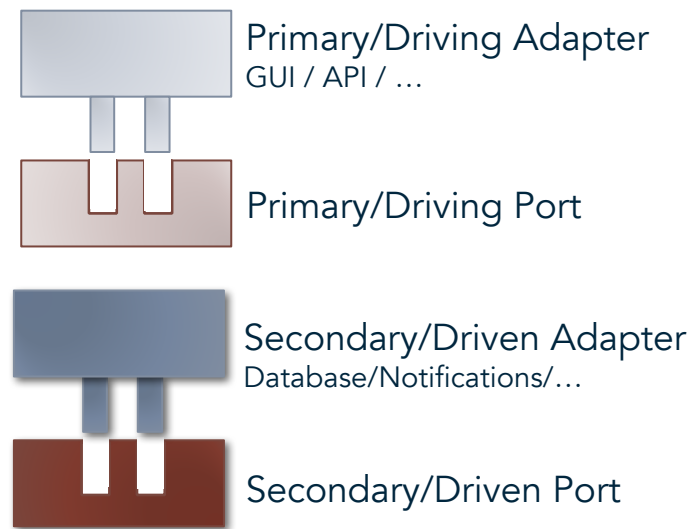 Primary/Driving Adapter
GUI / API / …
Primary/Driving Port
Secondary/Driven Adapter
Database/Notifications/…
Secondary/Driven Port